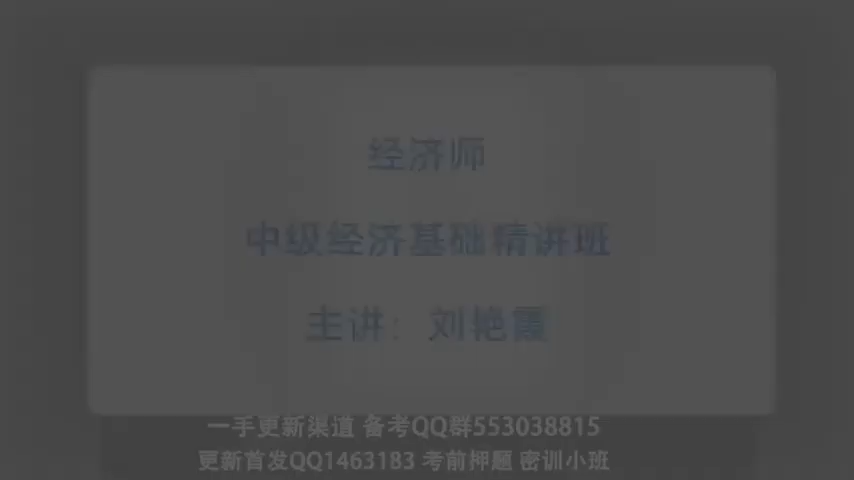 经济师
中级经济基础精讲班
主讲：刘艳霞
一手更新渠道 备考QQ群553038815
更新首发QQ1463183 考前押题 密训小班